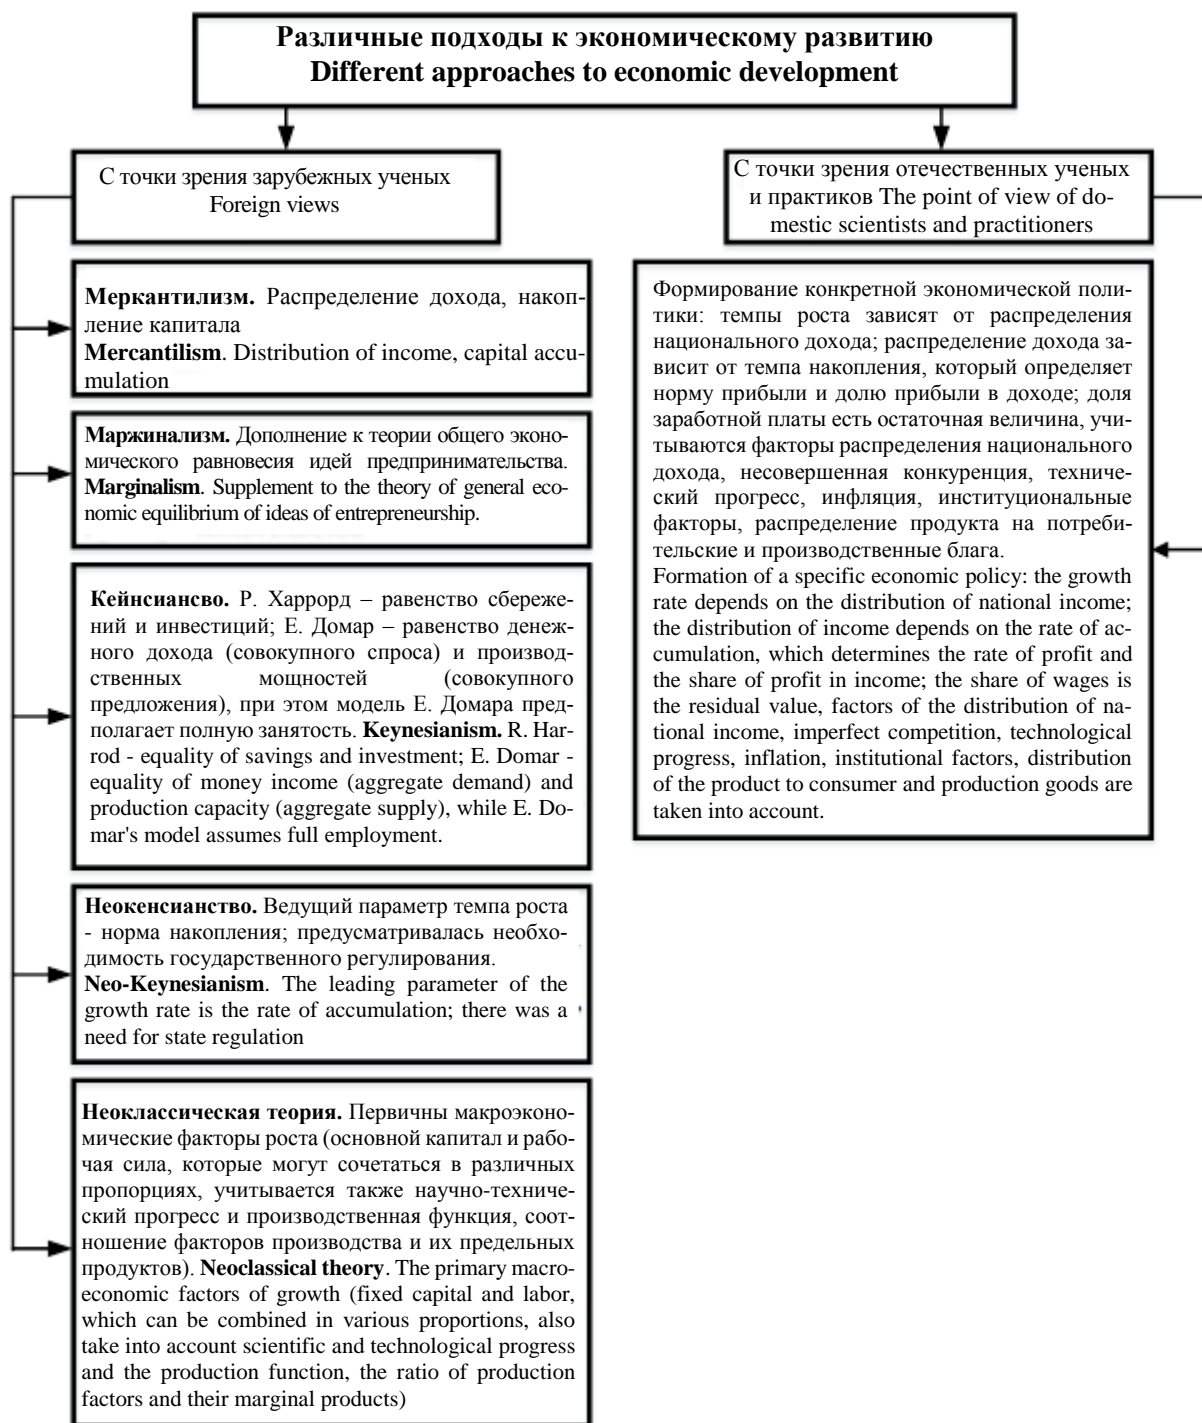 Различные подходы к экономическому развитию
Different approaches to economic development
С точки зрения зарубежных ученых
Foreign views
С точки зрения отечественных ученых
и практиков The point of view of do-
mestic scientists and practitioners
Меркантилизм. Распределение дохода, накоп-
ление капитала
Mercantilism. Distribution of income, capital accu-
mulation
Маржинализм. Дополнение к теории общего эконо-
мического равновесия идей предпринимательства.
Marginalism. Supplement to the theory of general eco-
nomic equilibrium of ideas of entrepreneurship.
Кейнсиансво. Р. Харрорд – равенство сбереже-
ний и инвестиций; Е. Домар – равенство денеж-
ного дохода (совокупного спроса) и производ-
ственных мощностей (совокупного
предложения), при этом модель Е. Домара пред-
полагает полную занятость. Keynesianism. R. Har-
rod - equality of savings and investment; E. Domar -
equality of money income (aggregate demand) and
production capacity (aggregate supply), while E. Do-
mar's model assumes full employment.
Неокенсианство. Ведущий параметр темпа роста
- норма накопления; предусматривалась необхо-
димость государственного регулирования.
Neo-Keynesianism. The leading parameter of the
growth rate is the rate of accumulation; there was a
need for state regulation
Неоклассическая теория. Первичны макроэконо-
мические факторы роста (основной капитал и рабо-
чая сила, которые могут сочетаться в различных
пропорциях, учитывается также научно-техниче-
ский прогресс и производственная функция, соот-
ношение факторов производства и их предельных
продуктов). Neoclassical theory. The primary macro-
economic factors of growth (fixed capital and labor,
which can be combined in various proportions, also
take into account scientific and technological progress
and the production function, the ratio of production
factors and their marginal products)
Формирование конкретной экономической поли-
тики: темпы роста зависят от распределения
национального дохода; распределение дохода за-
висит от темпа накопления, который определяет
норму прибыли и долю прибыли в доходе; доля
заработной платы есть остаточная величина, учи-
тываются факторы распределения национального
дохода, несовершенная конкуренция, техниче-
ский прогресс, инфляция, институциональные
факторы, распределение продукта на потреби-
тельские и производственные блага.
Formation of a specific economic policy: the growth
rate depends on the distribution of national income;
the distribution of income depends on the rate of ac-
cumulation, which determines the rate of profit and
the share of profit in income; the share of wages is
the residual value, factors of the distribution of na-
tional income, imperfect competition, technological
progress, inflation, institutional factors, distribution
of the product to consumer and production goods are
taken into account.